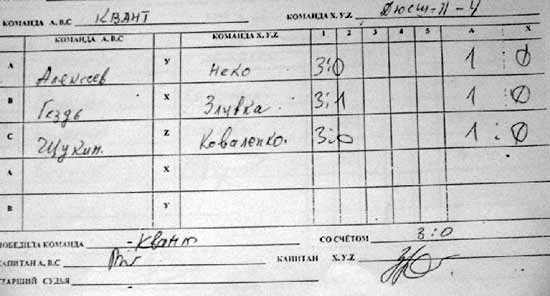 КОМАНДА А, В, С КВАНТ КОМАНДА X, Y, Z ДЮСШ-11-4
КОМАНДА А, В, С КОМАНДА X, Y, Z 1 2 3 4 5 А X
А Алексеев У Неко 3:0 1 : 0
В Гездь X Зливка 3:1 1 : 0
С Щукин. Z Коваленко. 3:0 1 : 0
А X
В У
ПОБЕДИЛА КОМАНДА - Квант СО СЧЁТОМ 3:0
КАПИТАН А, В, С КАПИТАН X, Y, Z
СТАРШИЙ СУДЬЯ